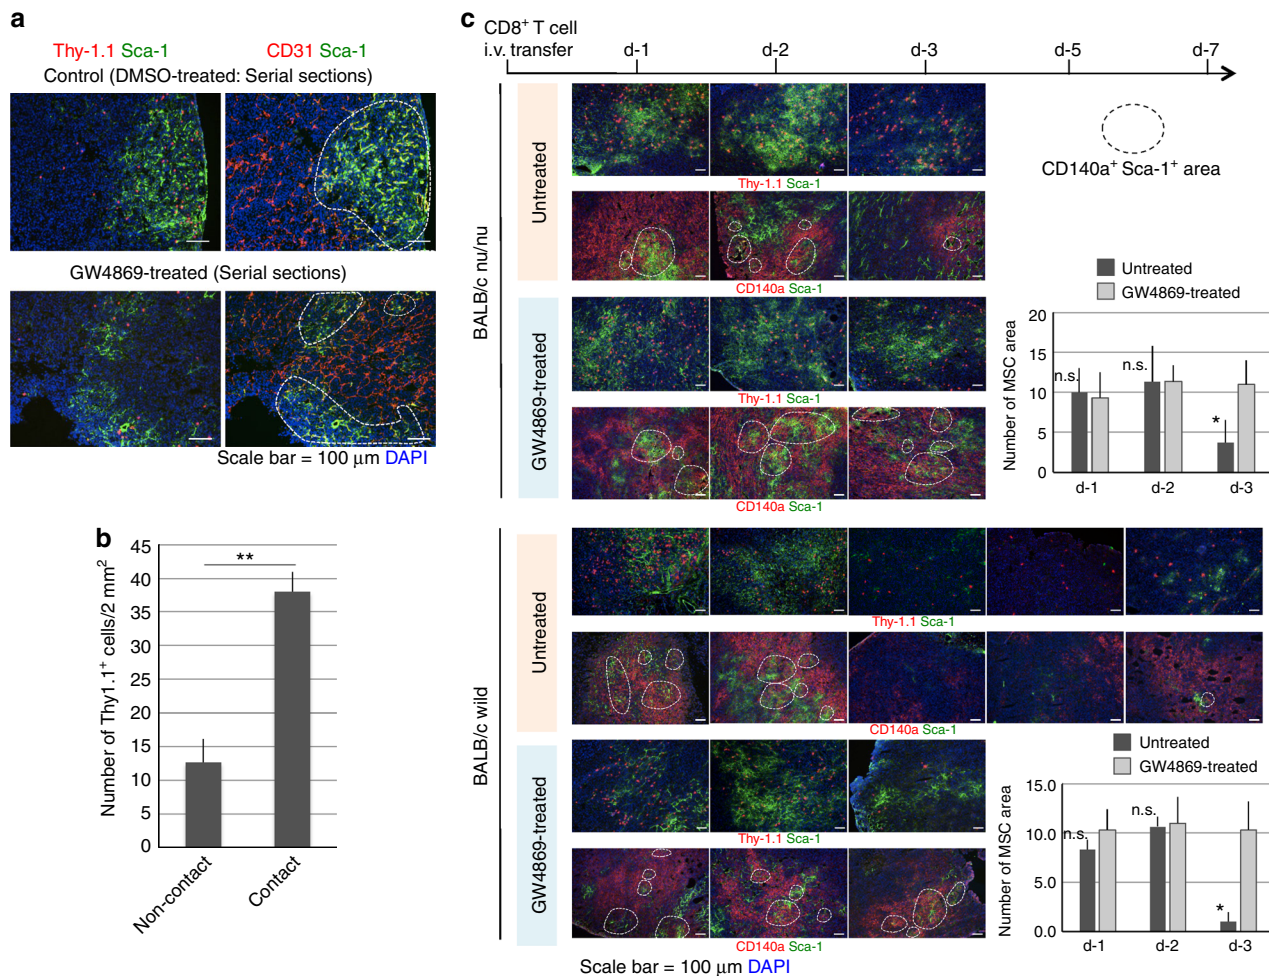 a
Thy-1.1 Sca-1
CD31 Sca-1
Control (DMSO-treated: Serial sections)
GW4869-treated (Serial sections)
Scale bar = 100 μm DAPI
b
45
40
35
30
25
20
15
10
5
0
Number of Thy1.1⁺ cells/2 mm²
**
Non-contact
Contact
c
CD8⁺ T cell
i.v. transfer
d-1
d-2
d-3
d-5
d-7
BALB/c nu/nu
Untreated
Thy-1.1 Sca-1
CD140a Sca-1
GW4869-treated
Thy-1.1 Sca-1
CD140a Sca-1
CD140a⁺ Sca-1⁺ area
Untreated
GW4869-treated
Number of MSC area
20
15
10
5
0
n.s.
n.s.
*
d-1
d-2
d-3
BALB/c wild
Untreated
Thy-1.1 Sca-1
CD140a Sca-1
GW4869-treated
Thy-1.1 Sca-1
CD140a Sca-1
Scale bar = 100 μm DAPI
Untreated
GW4869-treated
Number of MSC area
15.0
10.0
5.0
0.0
n.s.
n.s.
*
d-1
d-2
d-3